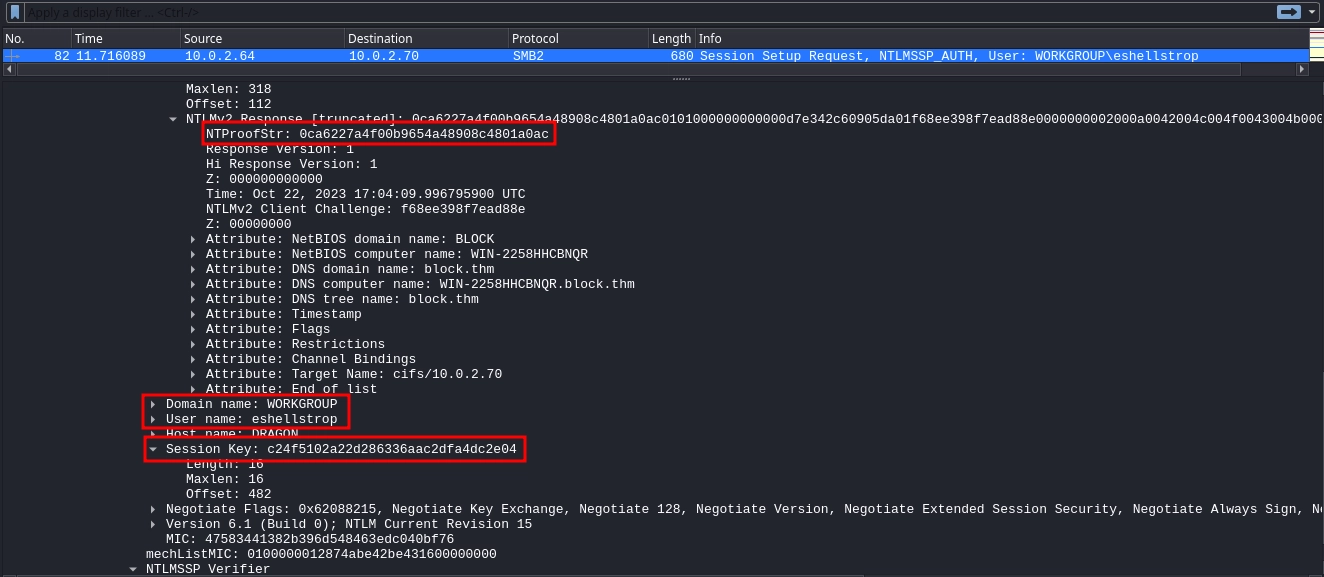 Apply a display filter ... <Ctrl-/>
No. Time Source Destination Protocol Length Info
82 11.716089 10.0.2.64 10.0.2.70 SMB2 680 Session Setup Request, NTLMSSP_AUTH, User: WORKGROUP\eshellstrop
Maxlen: 318
Offset: 112
NTLMv2 Response [truncated]: 0ca6227a4f00b9654a48908c4801a0ac0101000000000000d7e342c60905da01f68ee398f7ead88e0000000002000a0042004c004f0043004b000
NTProofStr: 0ca6227a4f00b9654a48908c4801a0ac
Response Version: 1
Hi Response Version: 1
Z: 000000000000
Time: Oct 22, 2023 17:04:09.996795900 UTC
NTLMv2 Client Challenge: f68ee398f7ead88e
Z: 00000000
Attribute: NetBIOS domain name: BLOCK
Attribute: NetBIOS computer name: WIN-2258HHCBNQR
Attribute: DNS domain name: block.thm
Attribute: DNS computer name: WIN-2258HHCBNQR.block.thm
Attribute: DNS tree name: block.thm
Attribute: Timestamp
Attribute: Flags
Attribute: Restrictions
Attribute: Channel Bindings
Attribute: Target Name: cifs/10.0.2.70
Attribute: End of list
Domain name: WORKGROUP
User name: eshellstrop
Host name: DRAGON
Session Key: c24f5102a22d286336aac2dfa4dc2e04
Length: 16
Maxlen: 16
Offset: 482
Negotiate Flags: 0x62088215, Negotiate Key Exchange, Negotiate 128, Negotiate Version, Negotiate Extended Session Security, Negotiate Always Sign, N
Version 6.1 (Build 0); NTLM Current Revision 15
MIC: 47583441382b396d548463edc040bf76
mechListMIC: 0100000012874abe42be431600000000
NTLMSSP Verifier